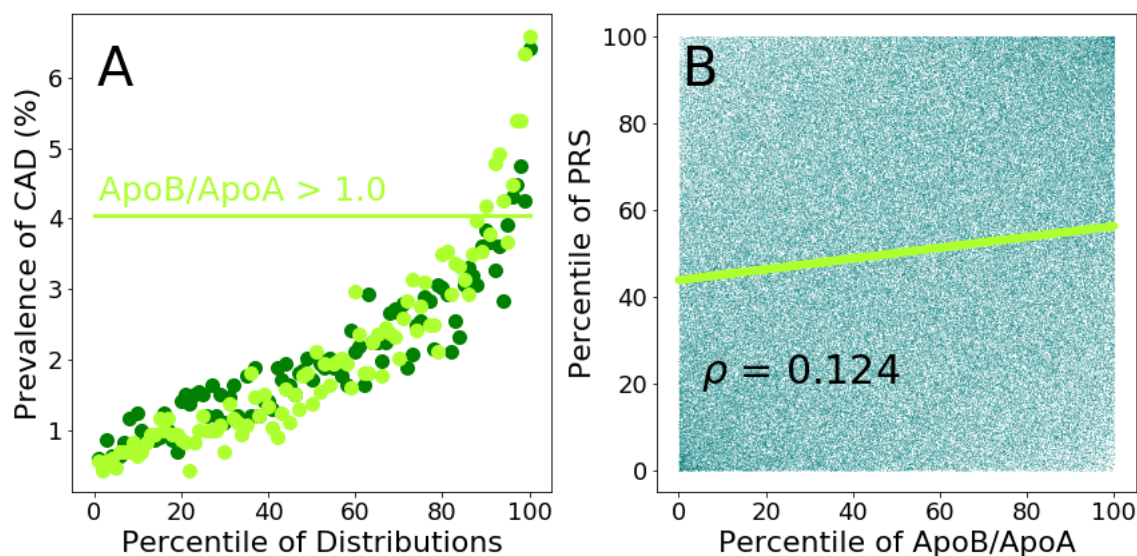 A
Prevalence of CAD (%)
6
5
4
3
2
1
ApoB/ApoA > 1.0
0 20 40 60 80 100
Percentile of Distributions
B
Percentile of PRS
100
80
60
40
20
0
ρ = 0.124
0 20 40 60 80 100
Percentile of ApoB/ApoA